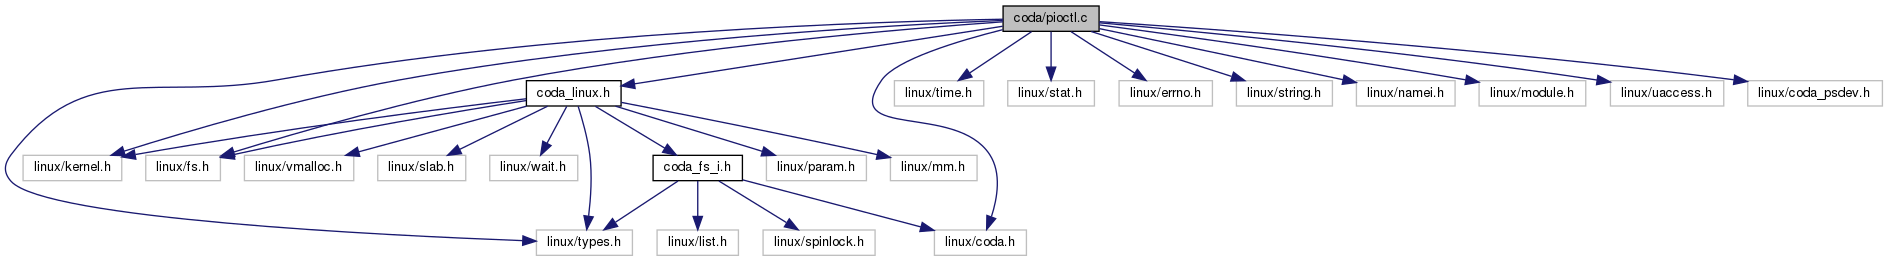 coda/pioctl.c
coda_linux.h
linux/time.h
linux/stat.h
linux/errno.h
linux/string.h
linux/namei.h
linux/module.h
linux/uaccess.h
linux/coda_psdev.h
linux/kernel.h
linux/fs.h
linux/vmalloc.h
linux/slab.h
linux/wait.h
coda_fs_i.h
linux/param.h
linux/mm.h
linux/types.h
linux/list.h
linux/spinlock.h
linux/coda.h